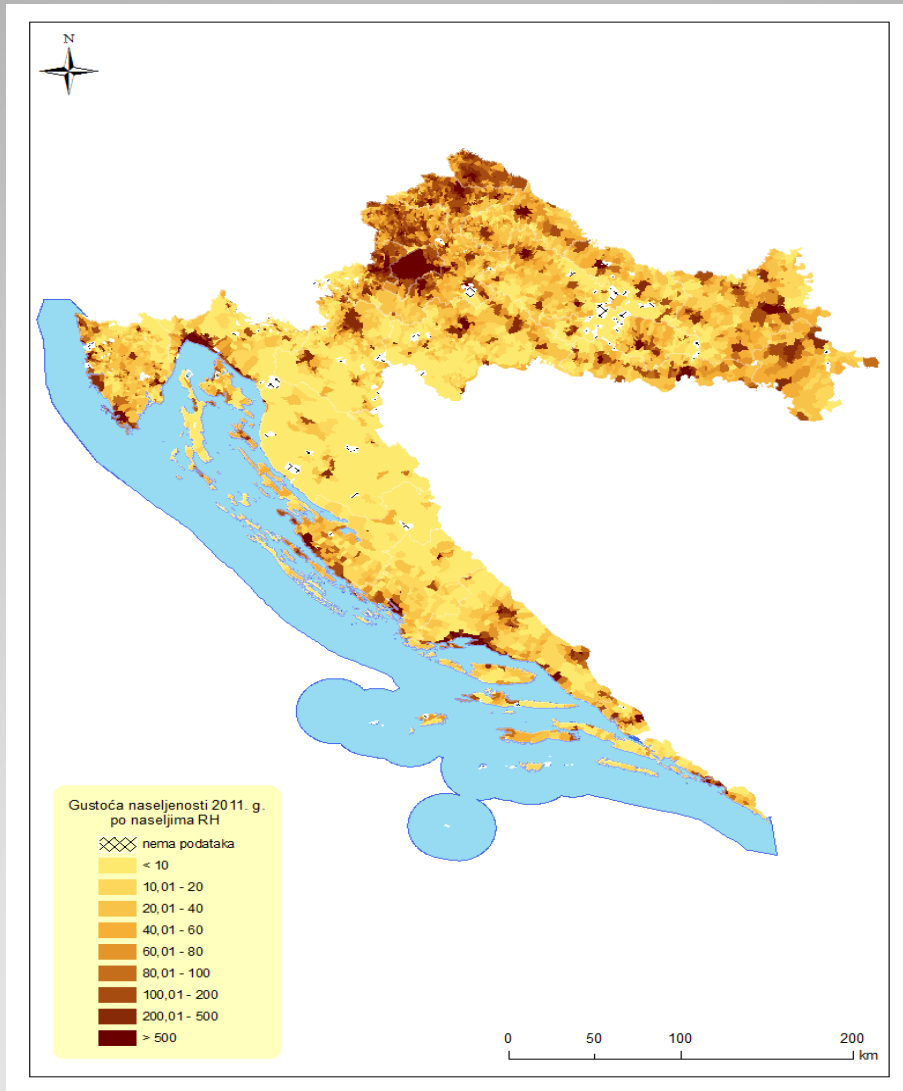 N
Gustoća naseljenosti 2011. g.
po naseljima RH
nema podataka
< 10
10,01 - 20
20,01 - 40
40,01 - 60
60,01 - 80
80,01 - 100
100,01 - 200
200,01 - 500
> 500
0 50 100 200
km